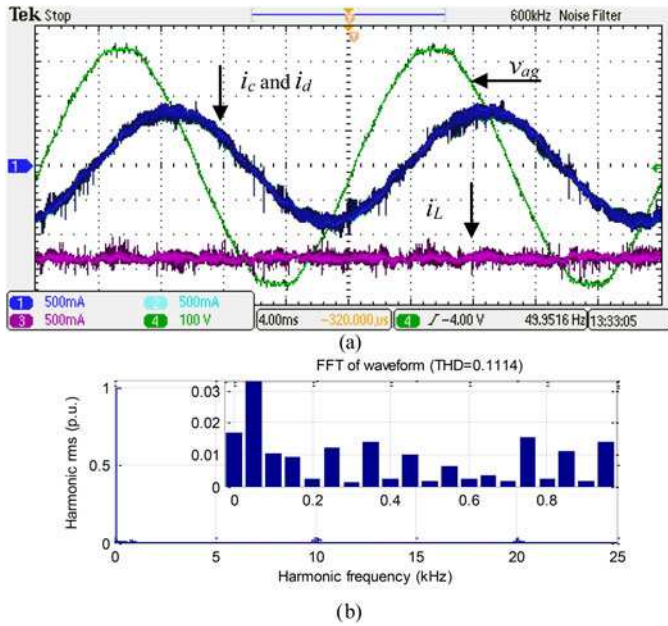 Tek Stop 600kHz Noise Filter
i_c and i_d
v_ag
1
i_L
1 500mA 2 500mA
3 500mA 4 100 V
4.00ms -320.000us
4 -4.00 V 49.9516 Hz 13:33:05
(a)
FFT of waveform (THD=0.1114)
Harmonic rms (p.u.)
1
0.5
0
0.03
0.02
0.01
0
0 0.2 0.4 0.6 0.8
0 5 10 15 20 25
Harmonic frequency (kHz)
(b)